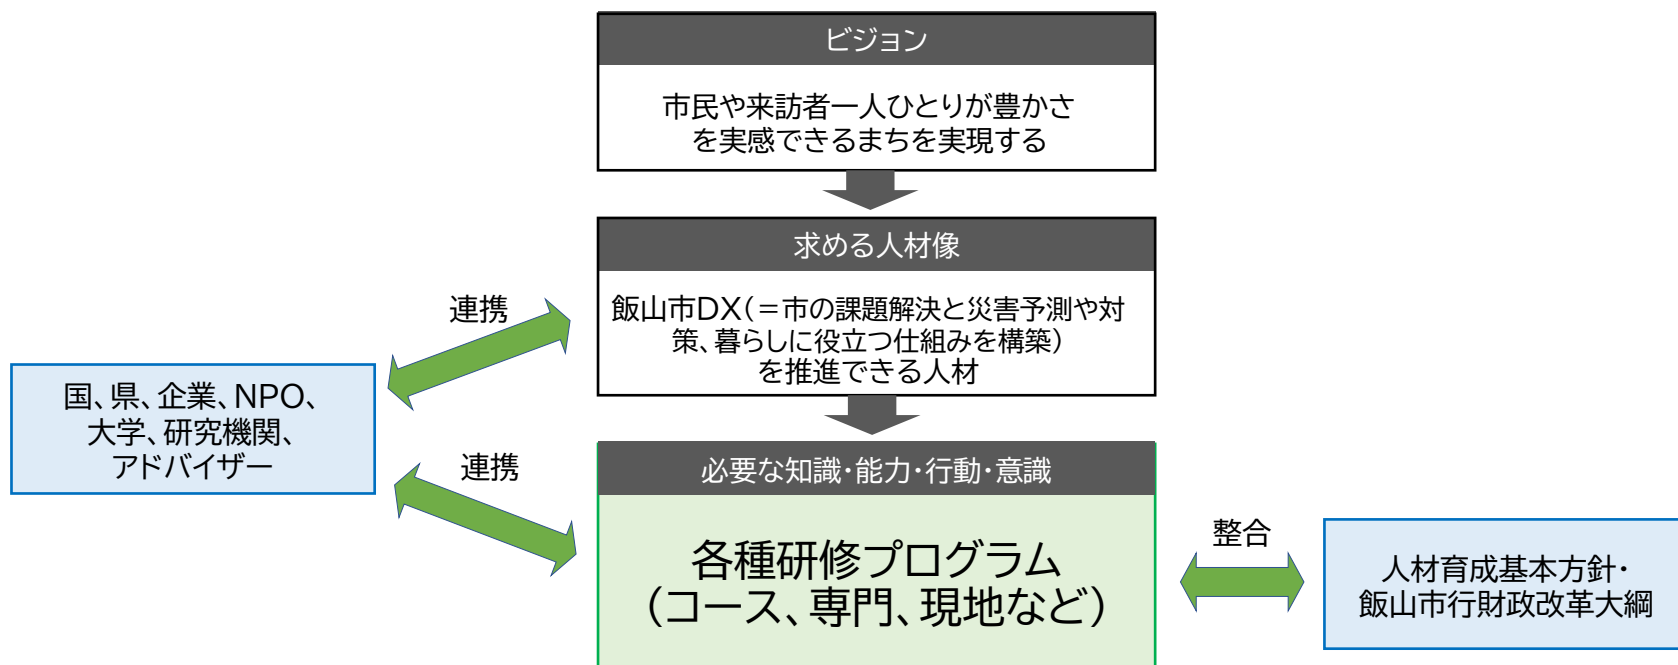 ビジョン
市民や来訪者一人ひとりが豊かさ
を実感できるまちを実現する
求める人材像
飯山市DX(＝市の課題解決と災害予測や対
策、暮らしに役立つ仕組みを構築)
を推進できる人材
連携
国、県、企業、NPO、
大学、研究機関、
アドバイザー
連携
必要な知識・能力・行動・意識
各種研修プログラム
(コース、専門、現地など)
整合
人材育成基本方針・
飯山市行財政改革大綱